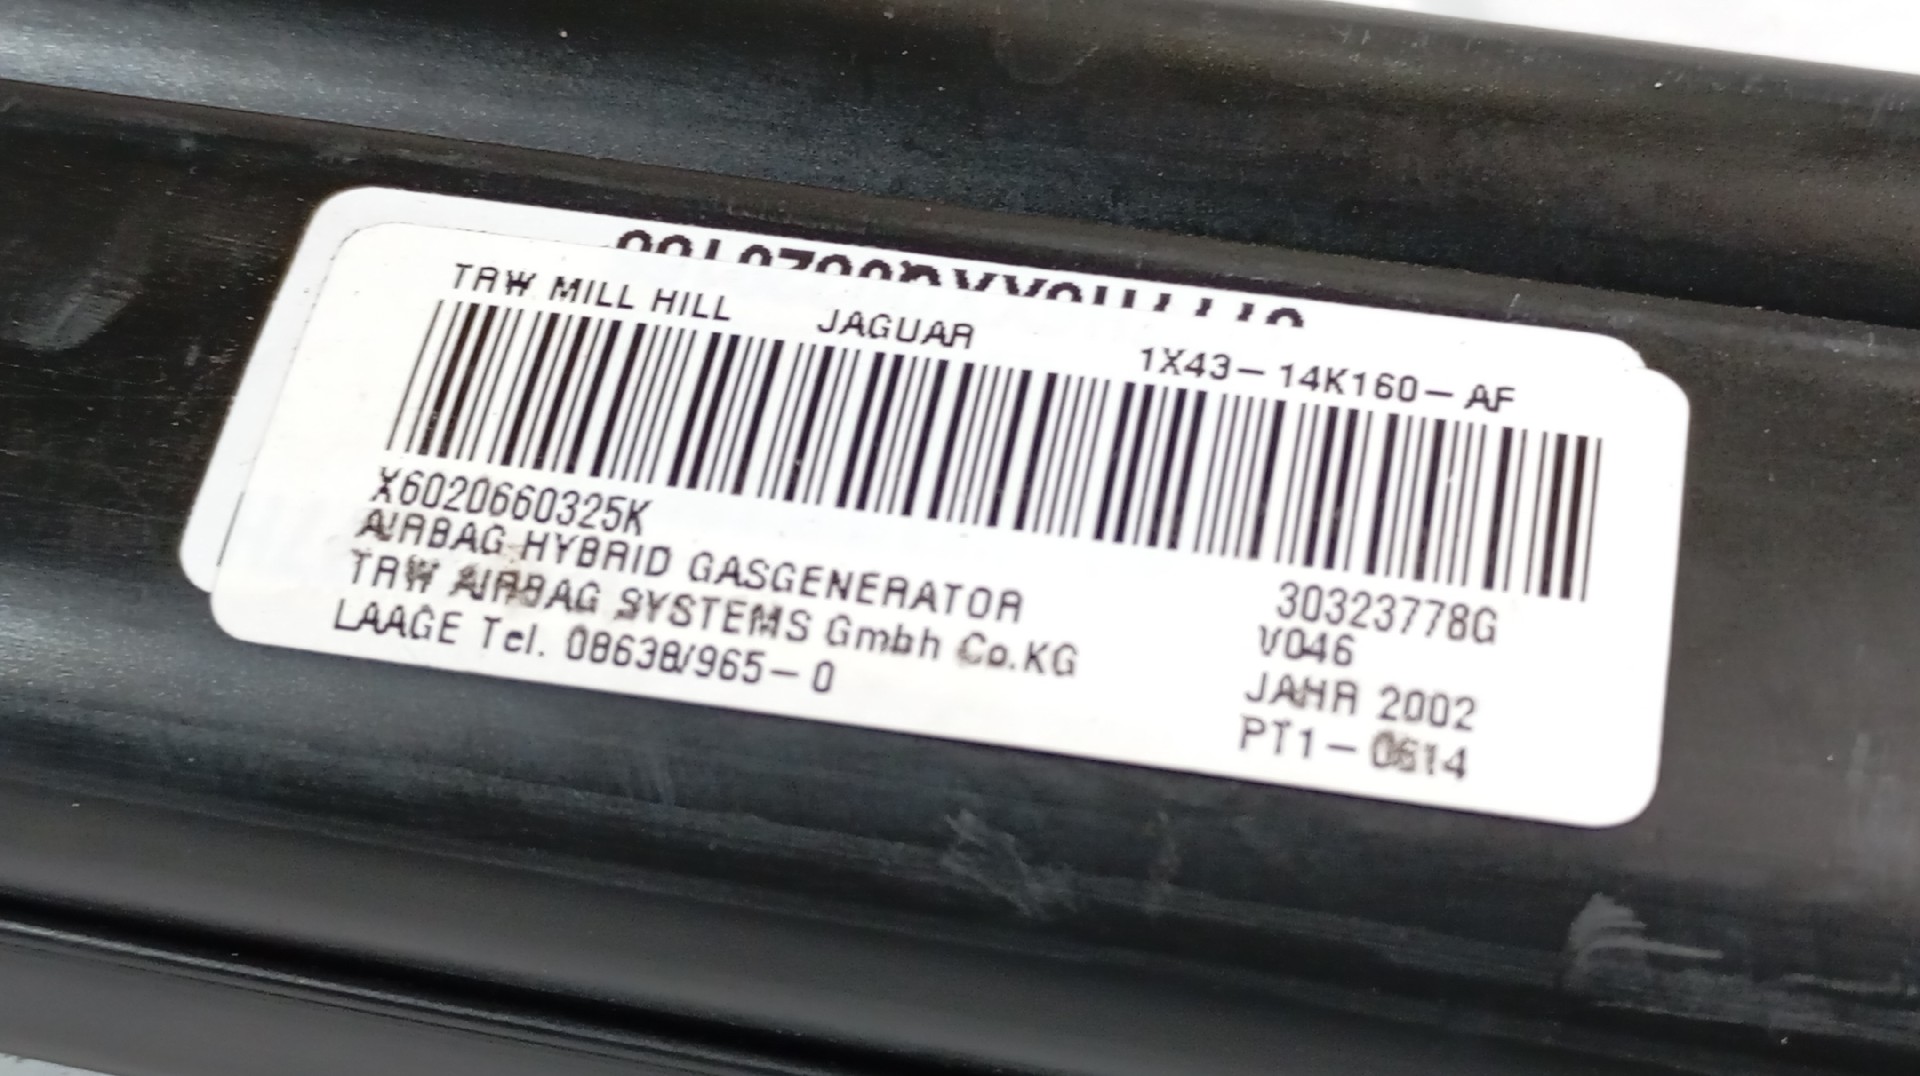 TRW MILL HILL JAGUAR 1X43-14K160-AF
X6020660325K 30323778G
AIRBAG HYBRID GASGENERATOR V046
TRW AIRBAG SYSTEMS Gmbh Co.KG JAHR 2002
LAAGE Tel. 08638/965-0 PT1-0614